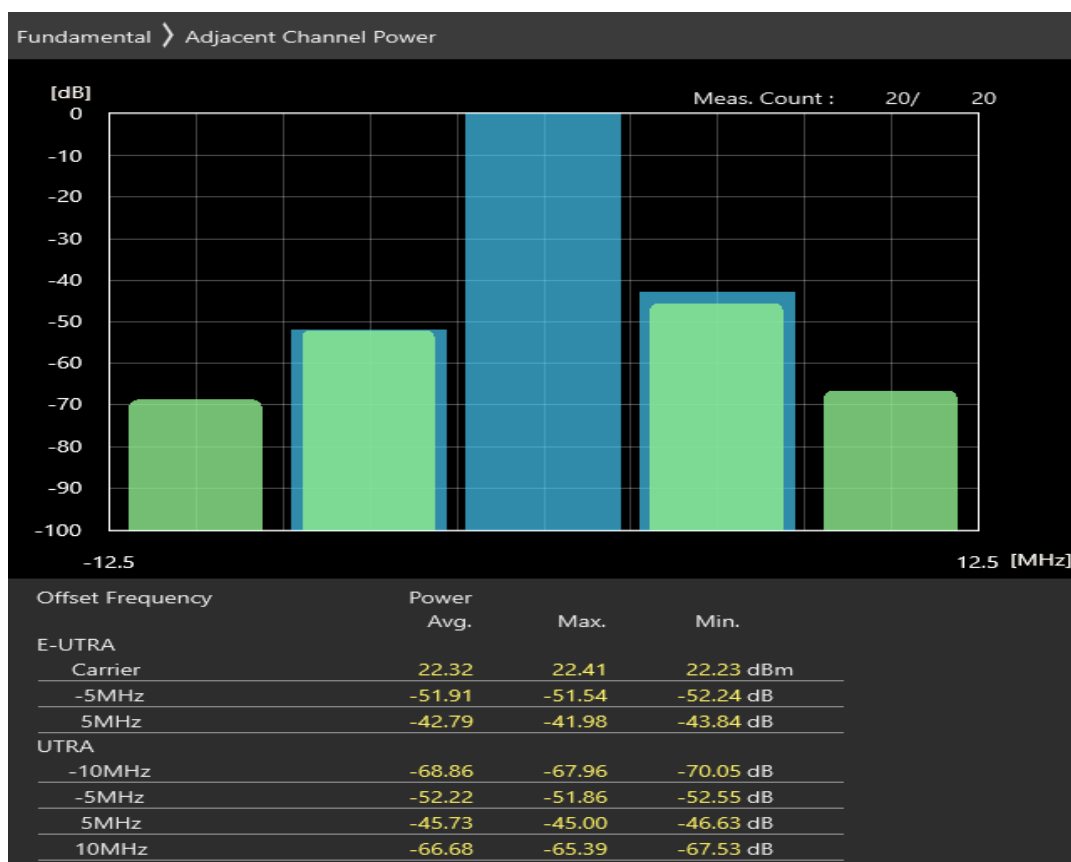 Fundamental ❯ Adjacent Channel Power
[dB]
Meas. Count : 20/ 20
0
-10
-20
-30
-40
-50
-60
-70
-80
-90
-100
-12.5 12.5 [MHz]
Offset Frequency Power
Avg. Max. Min.
E-UTRA
Carrier 22.32 22.41 22.23 dBm
-5MHz -51.91 -51.54 -52.24 dB
5MHz -42.79 -41.98 -43.84 dB
UTRA
-10MHz -68.86 -67.96 -70.05 dB
-5MHz -52.22 -51.86 -52.55 dB
5MHz -45.73 -45.00 -46.63 dB
10MHz -66.68 -65.39 -67.53 dB